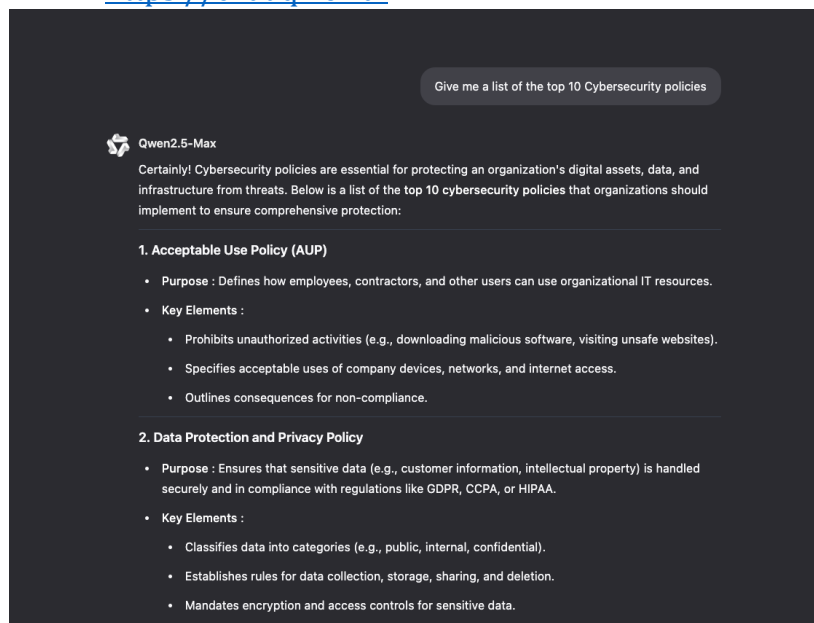 Give me a list of the top 10 Cybersecurity policies
Qwen2.5-Max
Certainly! Cybersecurity policies are essential for protecting an organization's digital assets, data, and
infrastructure from threats. Below is a list of the top 10 cybersecurity policies that organizations should
implement to ensure comprehensive protection:
1. Acceptable Use Policy (AUP)
• Purpose : Defines how employees, contractors, and other users can use organizational IT resources.
• Key Elements :
• Prohibits unauthorized activities (e.g., downloading malicious software, visiting unsafe websites).
• Specifies acceptable uses of company devices, networks, and internet access.
• Outlines consequences for non-compliance.
2. Data Protection and Privacy Policy
• Purpose : Ensures that sensitive data (e.g., customer information, intellectual property) is handled
securely and in compliance with regulations like GDPR, CCPA, or HIPAA.
• Key Elements :
• Classifies data into categories (e.g., public, internal, confidential).
• Establishes rules for data collection, storage, sharing, and deletion.
• Mandates encryption and access controls for sensitive data.